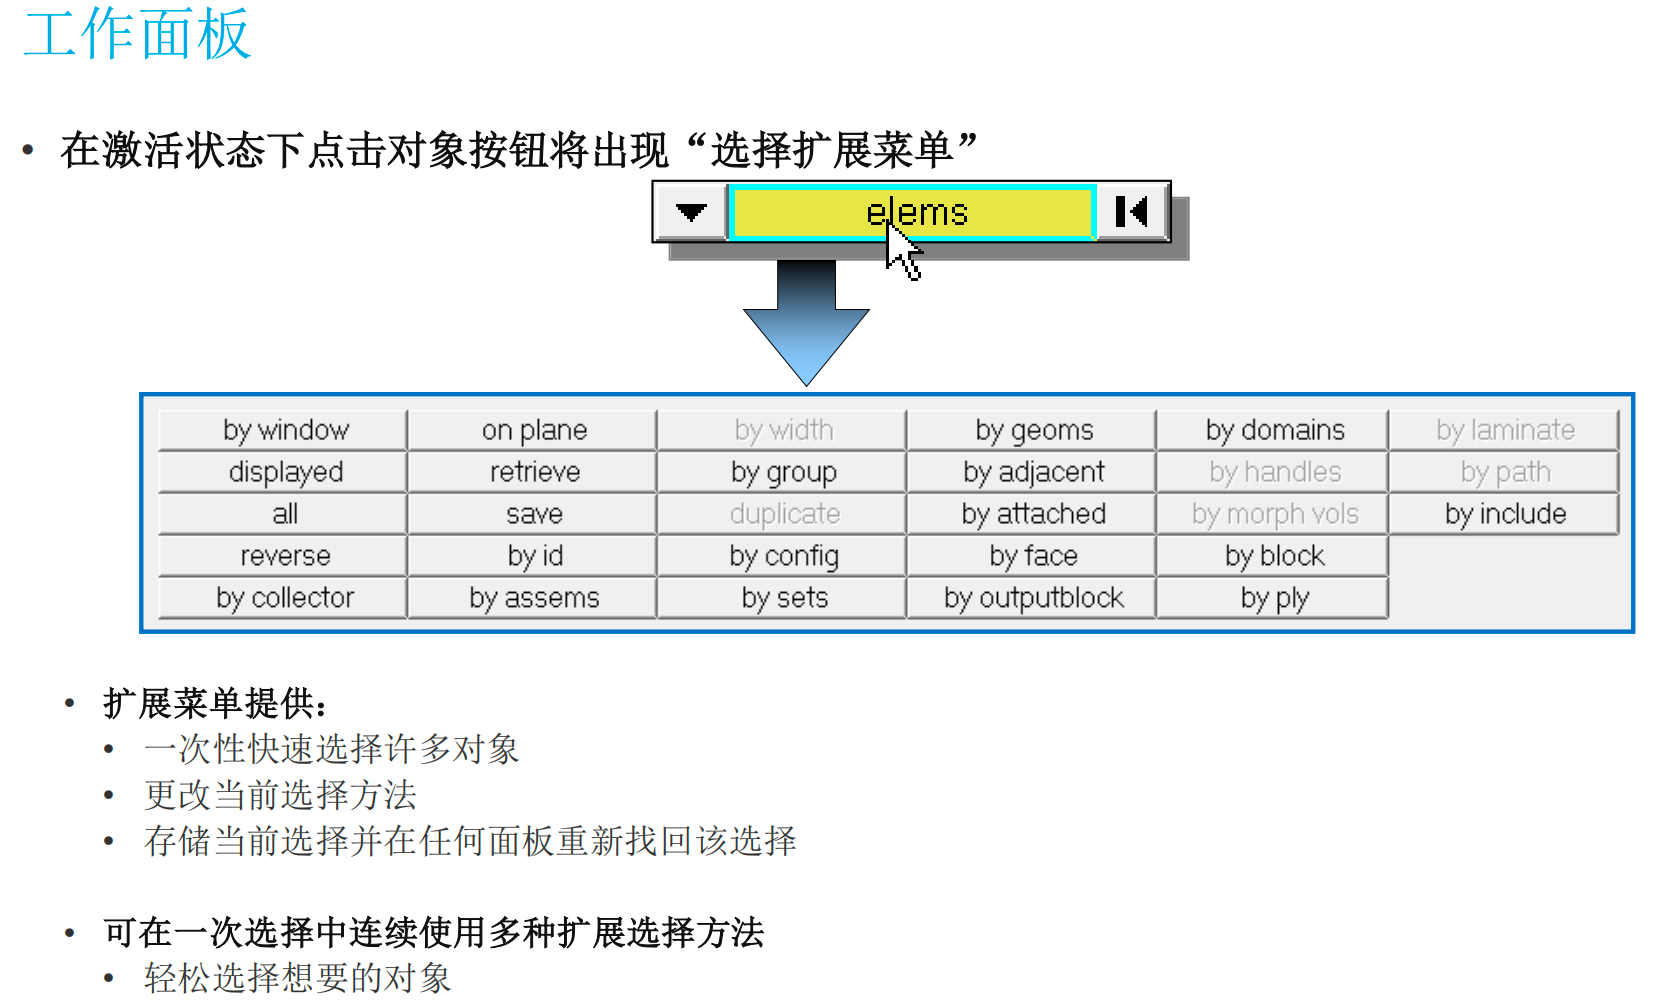 工作面板
• 在激活状态下点击对象按钮将出现“选择扩展菜单”
elems
by window on plane by width by geoms by domains by laminate
displayed retrieve by group by adjacent by handles by path
all save duplicate by attached by morph vols by include
reverse by id by config by face by block
by collector by assems by sets by outputblock by ply
• 扩展菜单提供：
• 一次性快速选择许多对象
• 更改当前选择方法
• 存储当前选择并在任何面板重新找回该选择
• 可在一次选择中连续使用多种扩展选择方法
• 轻松选择想要的对象